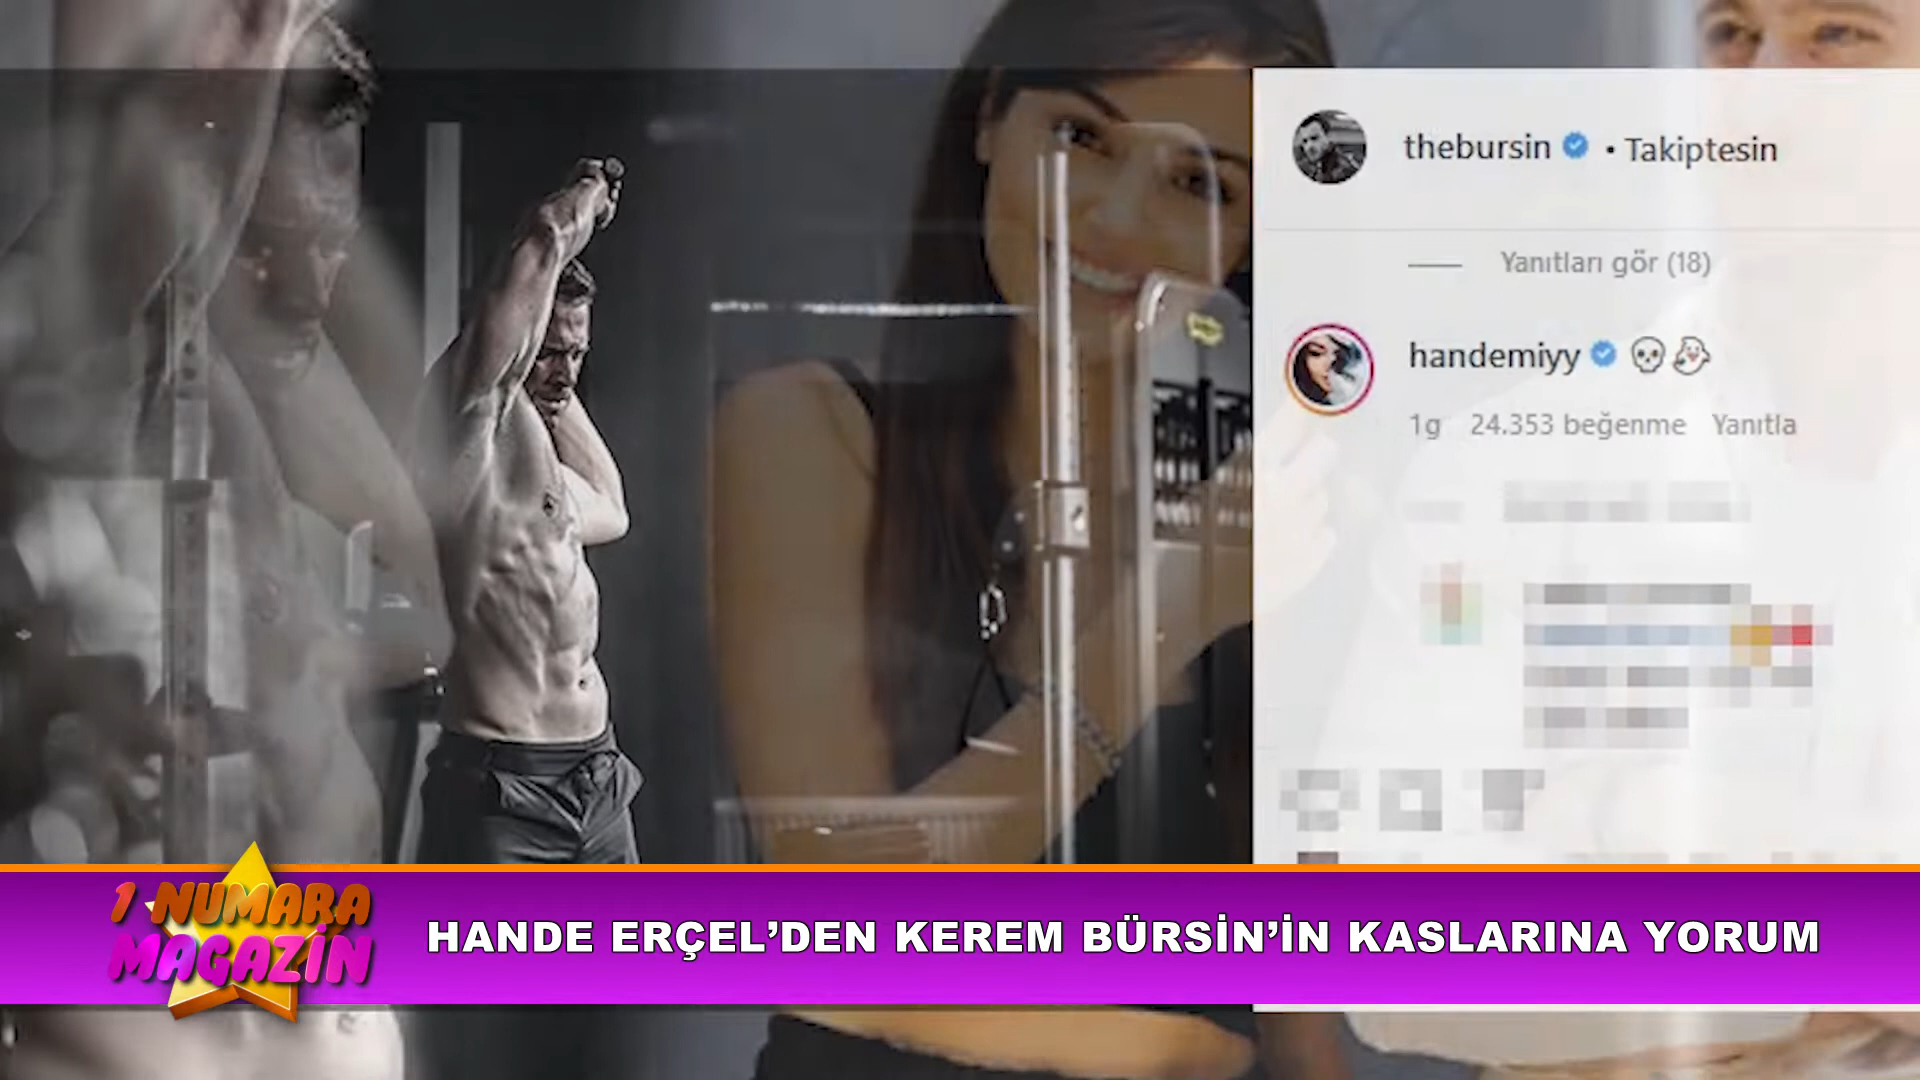 thebursin • Takiptesin
Yanıtları gör (18)
handemiyy 💀👻
1g 24.353 beğenme Yanıtla
1 NUMARA
MAGAZİN
HANDE ERÇEL’DEN KEREM BÜRSİN’İN KASLARINA YORUM